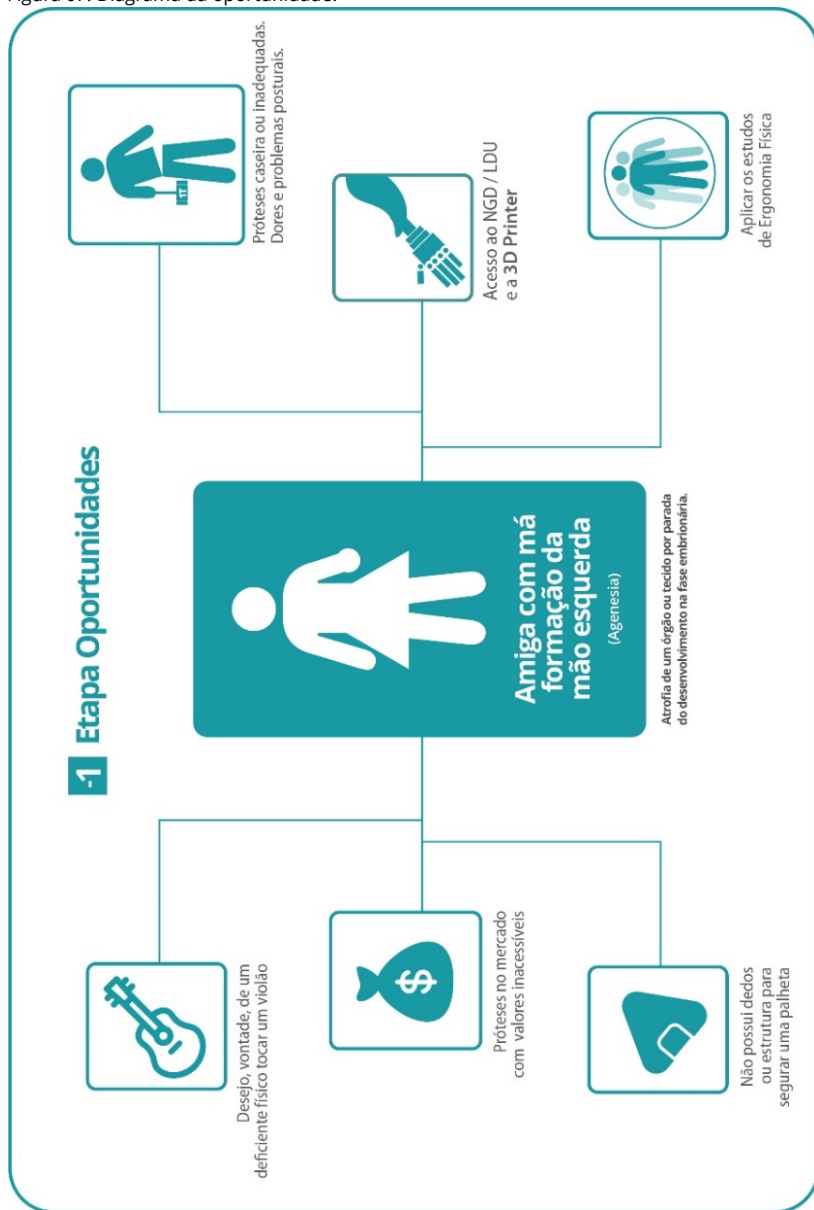 Figura 07: Diagrama da oportunidade.
-1 Etapa Oportunidades
Desejo, vontade, de um
deficiente físico tocar um violão
$
Próteses no mercado
com valores inacessíveis
Não possui dedos
ou estrutura para
segurar uma palheta
Amiga com má
formação da
mão esquerda
(Agenesia)
Atrofia de um órgão ou tecido por parada
do desenvolvimento na fase embrionária.
Próteses caseira ou inadequadas.
Dores e problemas posturais.
Acesso ao NGD / LDU
e a 3D Printer
Aplicar os estudos
de Ergonomia Física